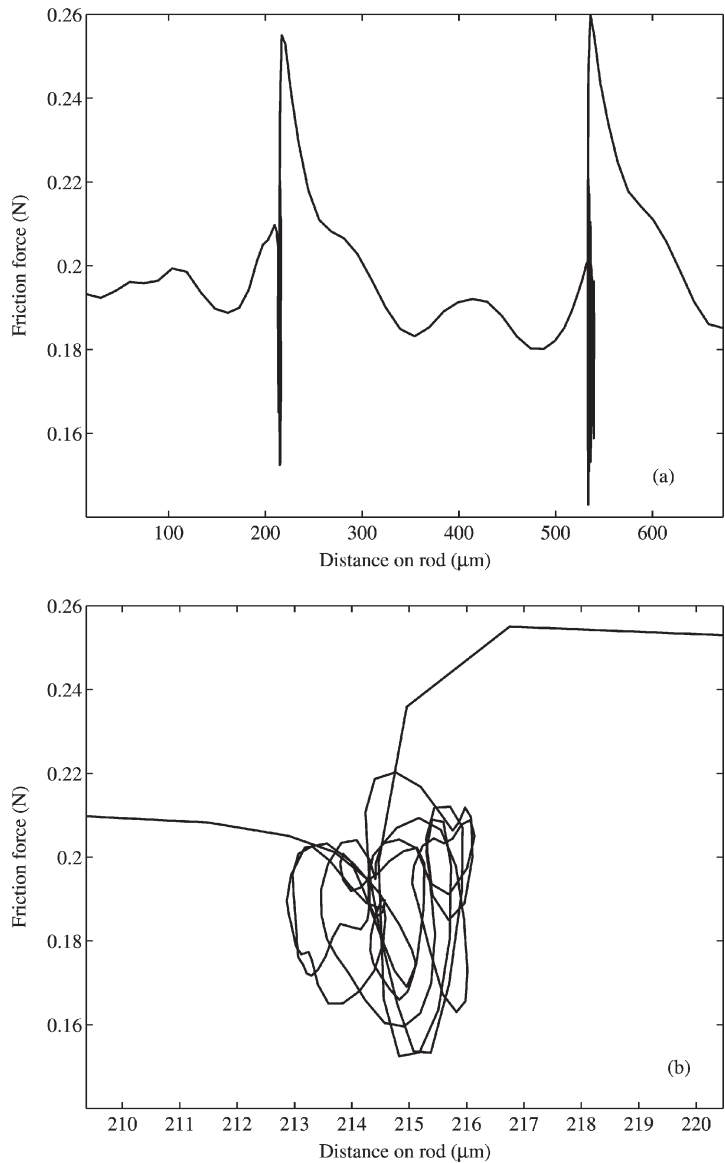 0.26
0.24
0.22
0.2
0.18
0.16
Friction force (N)
(a)
100 200 300 400 500 600
Distance on rod (μm)
0.26
0.24
0.22
0.2
0.18
0.16
Friction force (N)
(b)
210 211 212 213 214 215 216 217 218 219 220
Distance on rod (μm)